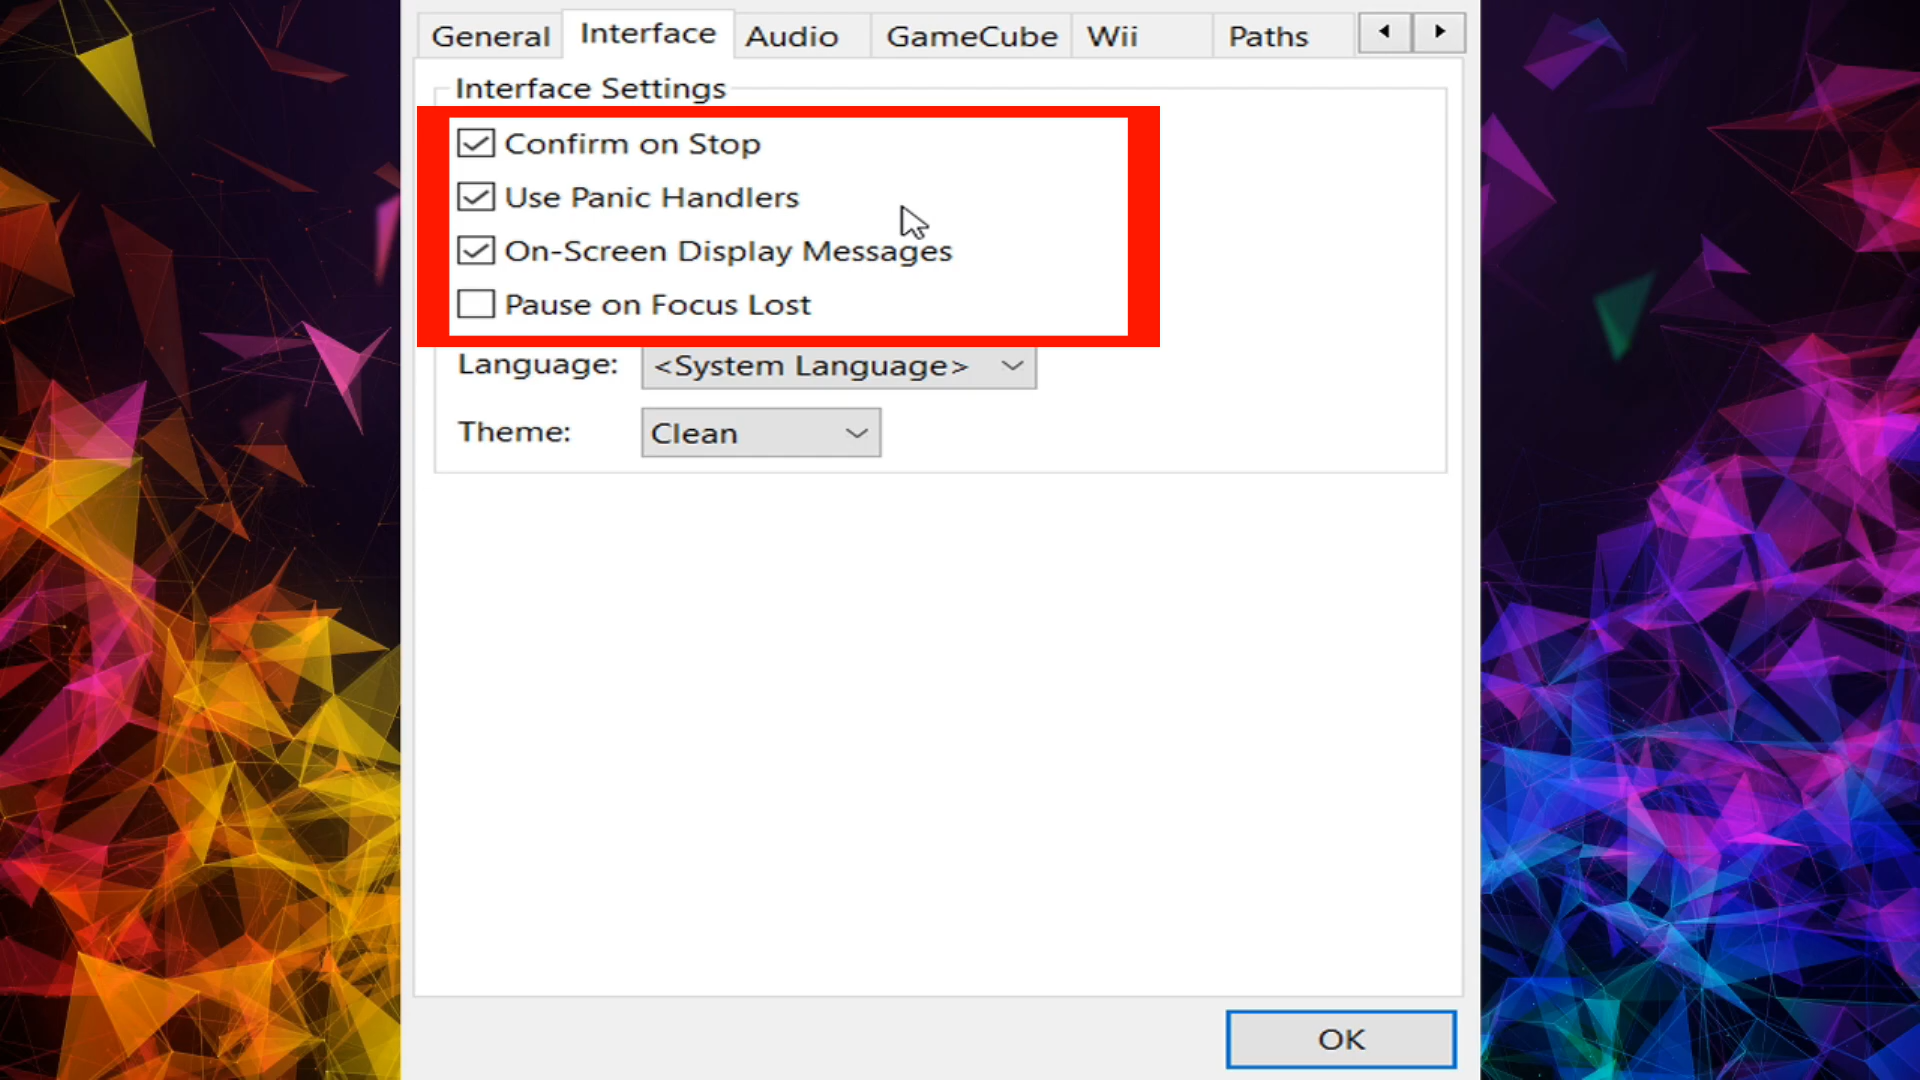 General Interface Audio GameCube Wii Paths
Interface Settings
Confirm on Stop
Use Panic Handlers
On-Screen Display Messages
Pause on Focus Lost
Language: <System Language>
Theme: Clean
OK